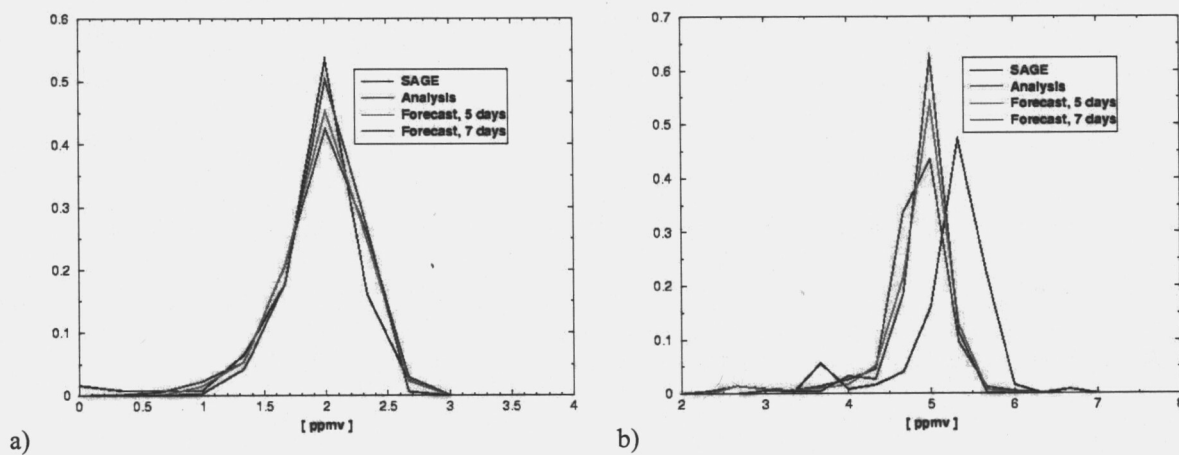 0.6
0.5
0.4
0.3
0.2
0.1
0
0 0.5 1 1.5 2 2.5 3 3.5 4
[ ppmv ]
SAGE
Analysis
Forecast, 5 days
Forecast, 7 days
a)
0.7
0.6
0.5
0.4
0.3
0.2
0.1
0
2 3 4 5 6 7 8
[ ppmv ]
SAGE
Analysis
Forecast, 5 days
Forecast, 7 days
b)